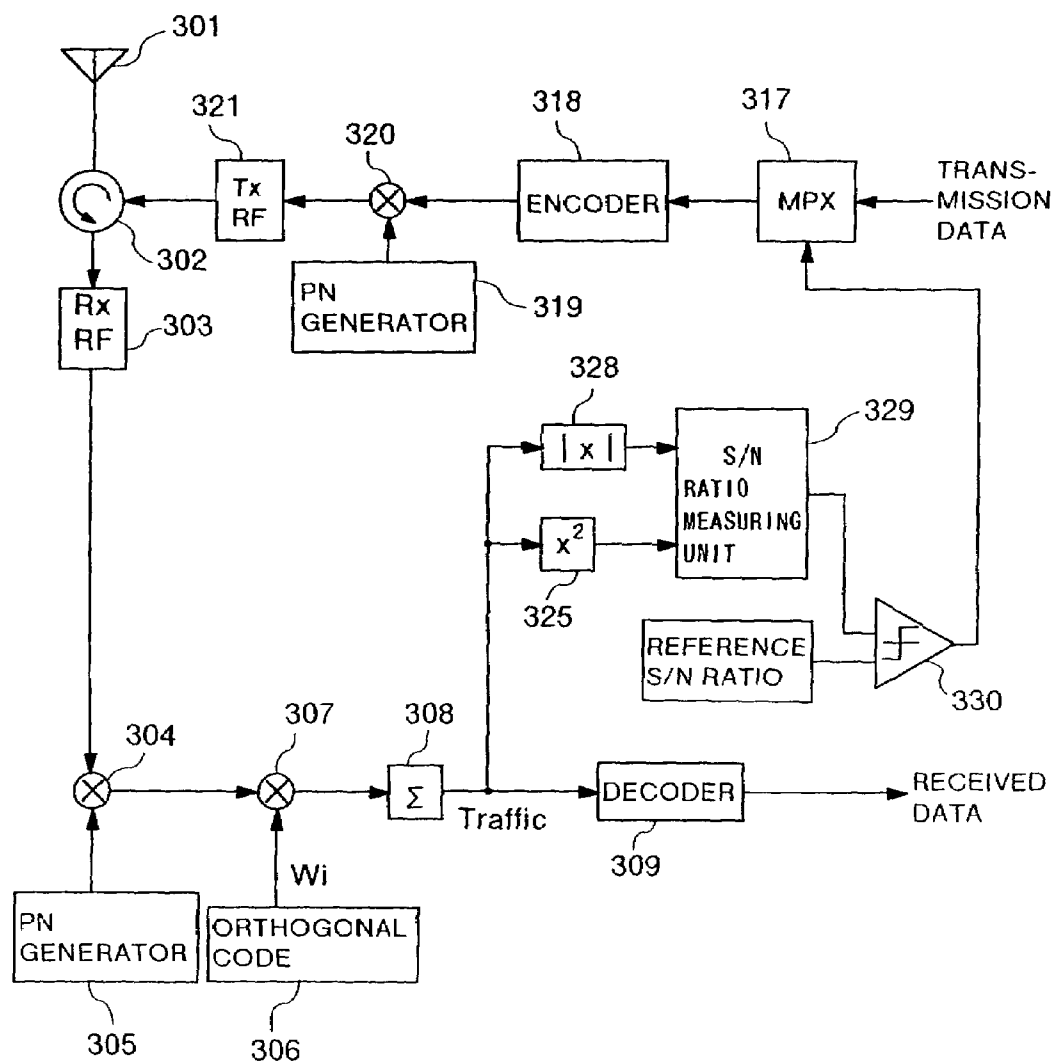 301
321
320
318
317
Tx
RF
ENCODER
MPX
TRANS-
MISSION
DATA
302
PN
GENERATOR
319
Rx
RF
303
328
329
| x |
S/N
RATIO
MEASURING
UNIT
x²
325
REFERENCE
S/N RATIO
330
304
307
308
Σ
Traffic
DECODER
RECEIVED
DATA
309
Wi
PN
GENERATOR
ORTHOGONAL
CODE
305
306